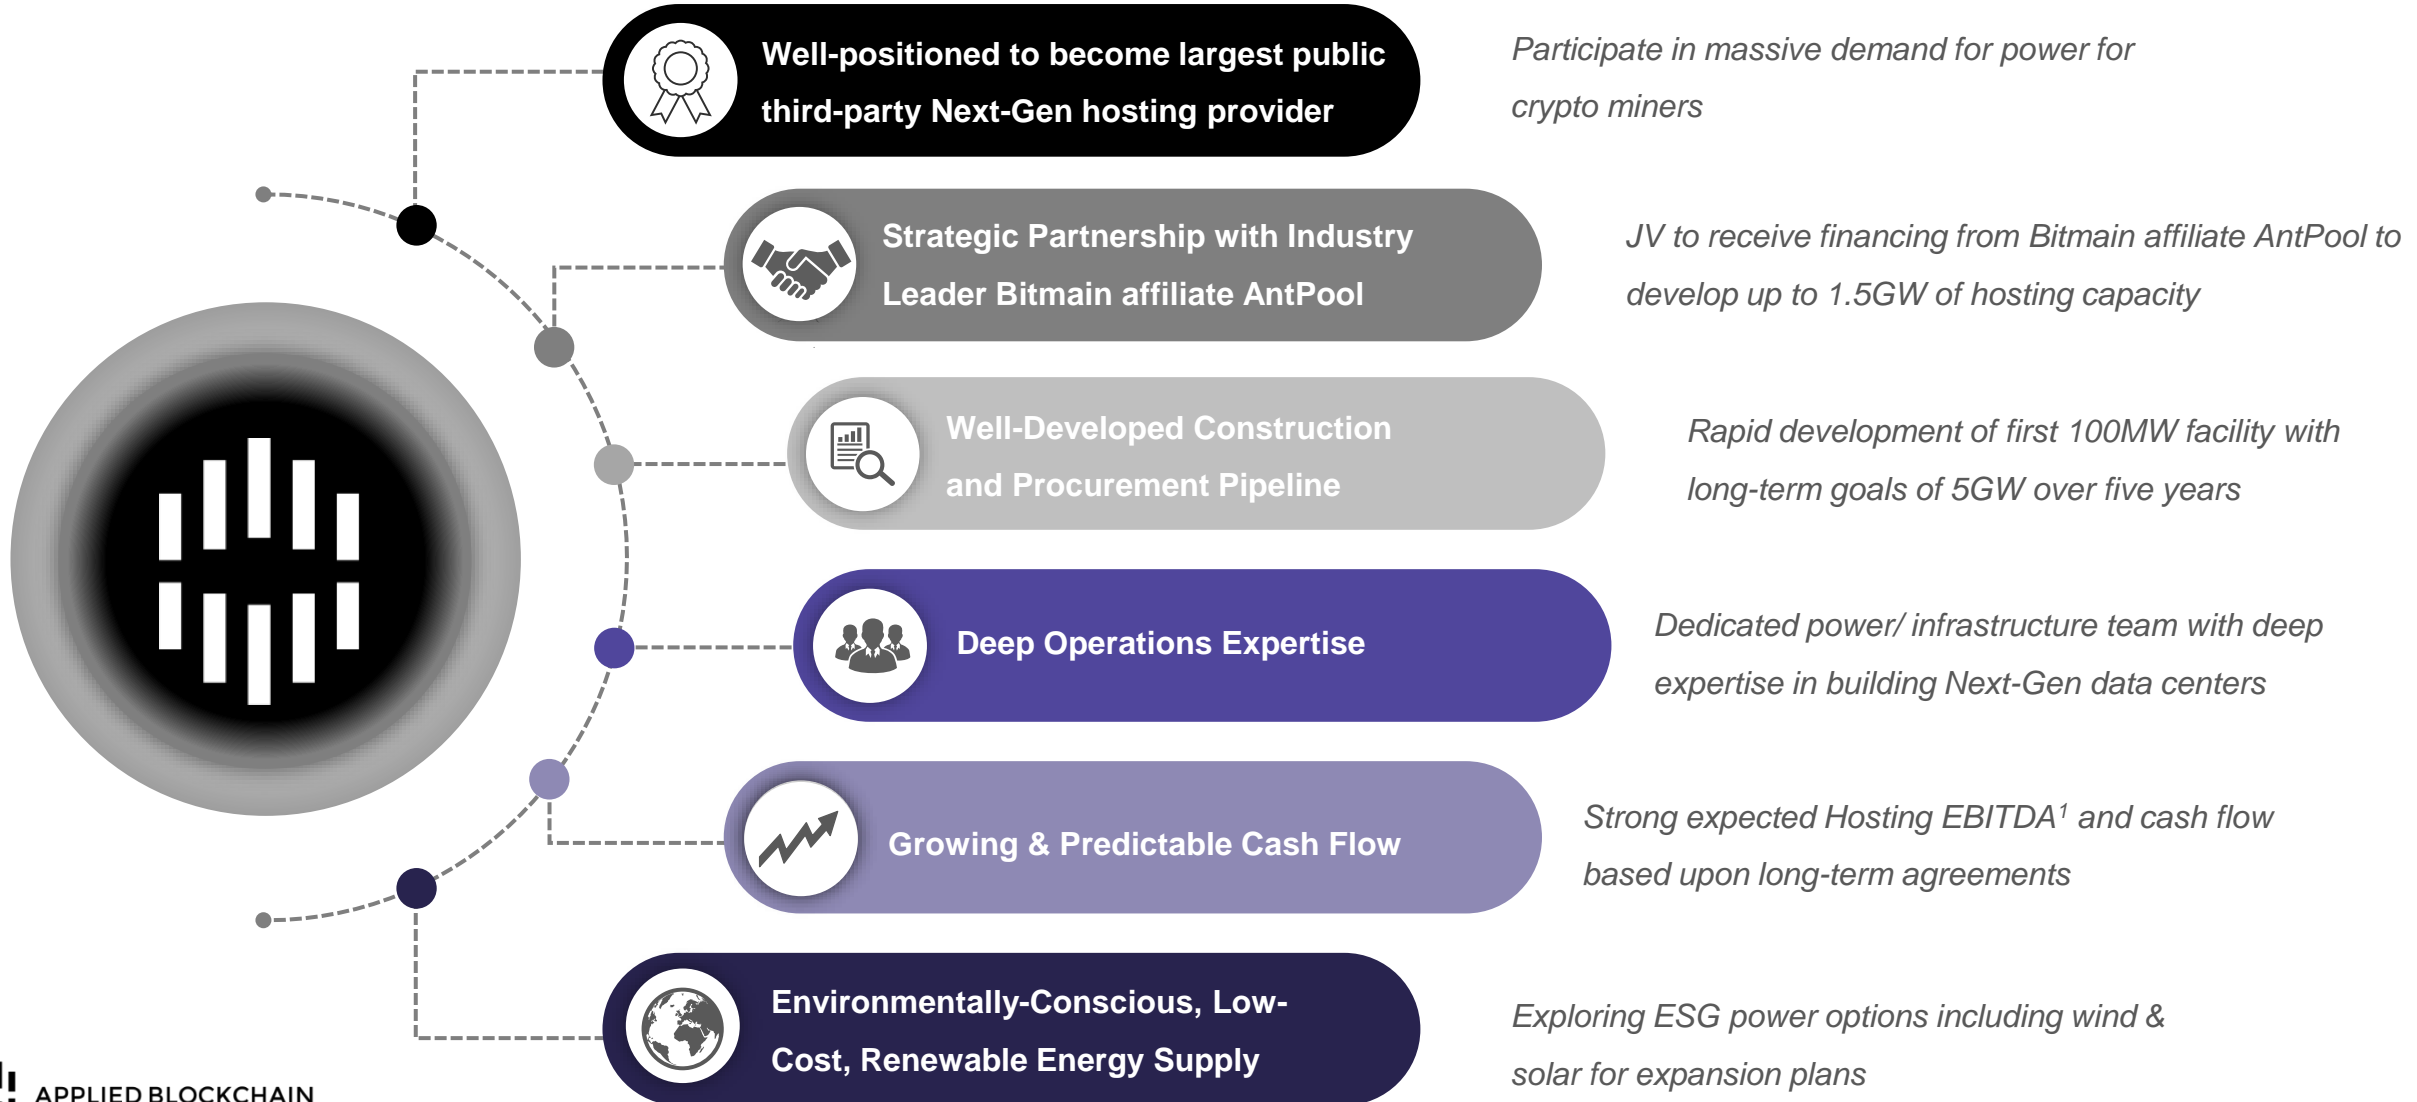 Well-positioned to become largest public
third-party Next-Gen hosting provider
Participate in massive demand for power for
crypto miners
Strategic Partnership with Industry
Leader Bitmain affiliate AntPool
JV to receive financing from Bitmain affiliate AntPool to
develop up to 1.5GW of hosting capacity
Well-Developed Construction
and Procurement Pipeline
Rapid development of first 100MW facility with
long-term goals of 5GW over five years
Deep Operations Expertise
Dedicated power/ infrastructure team with deep
expertise in building Next-Gen data centers
Growing & Predictable Cash Flow
Strong expected Hosting EBITDA¹ and cash flow
based upon long-term agreements
Environmentally-Conscious, Low-
Cost, Renewable Energy Supply
Exploring ESG power options including wind &
solar for expansion plans
APPLIED BLOCKCHAIN